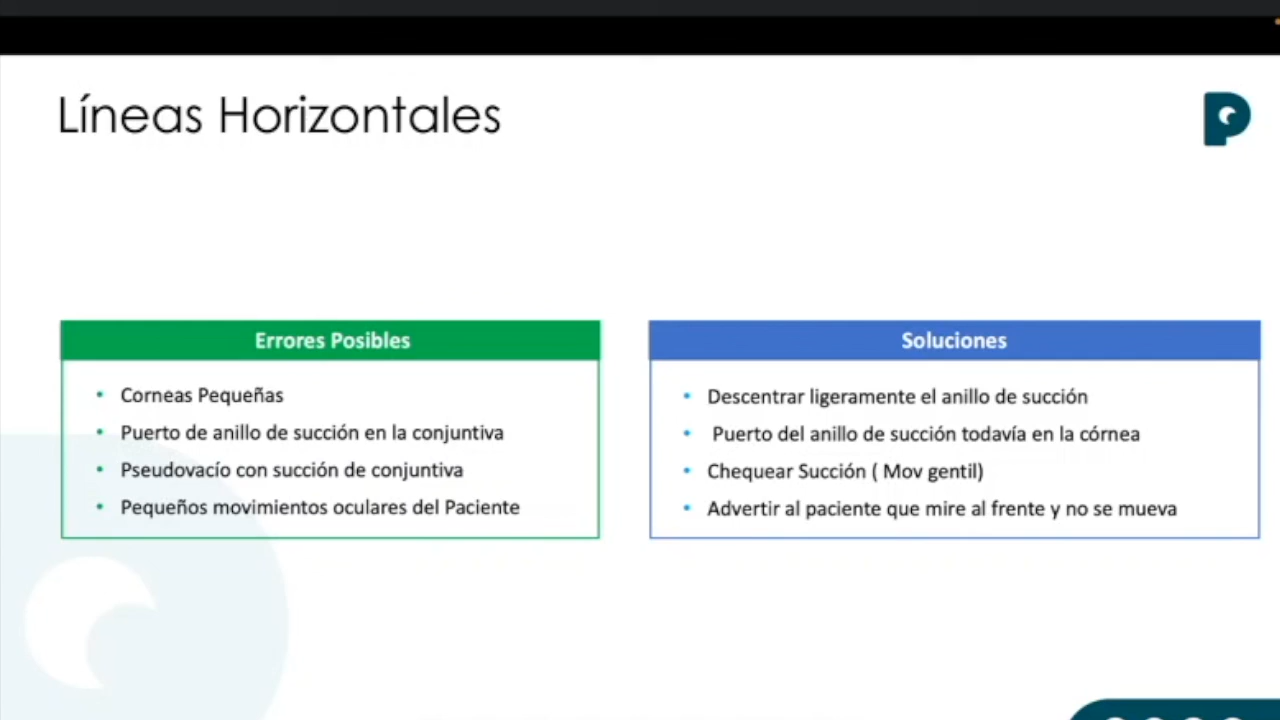 Líneas Horizontales
Errores Posibles
Corneas Pequeñas
Puerto de anillo de succión en la conjuntiva
Pseudovacío con succión de conjuntiva
Pequeños movimientos oculares del Paciente
Soluciones
Descentrar ligeramente el anillo de succión
Puerto del anillo de succión todavía en la córnea
Chequear Succión ( Mov gentil)
Advertir al paciente que mire al frente y no se mueva